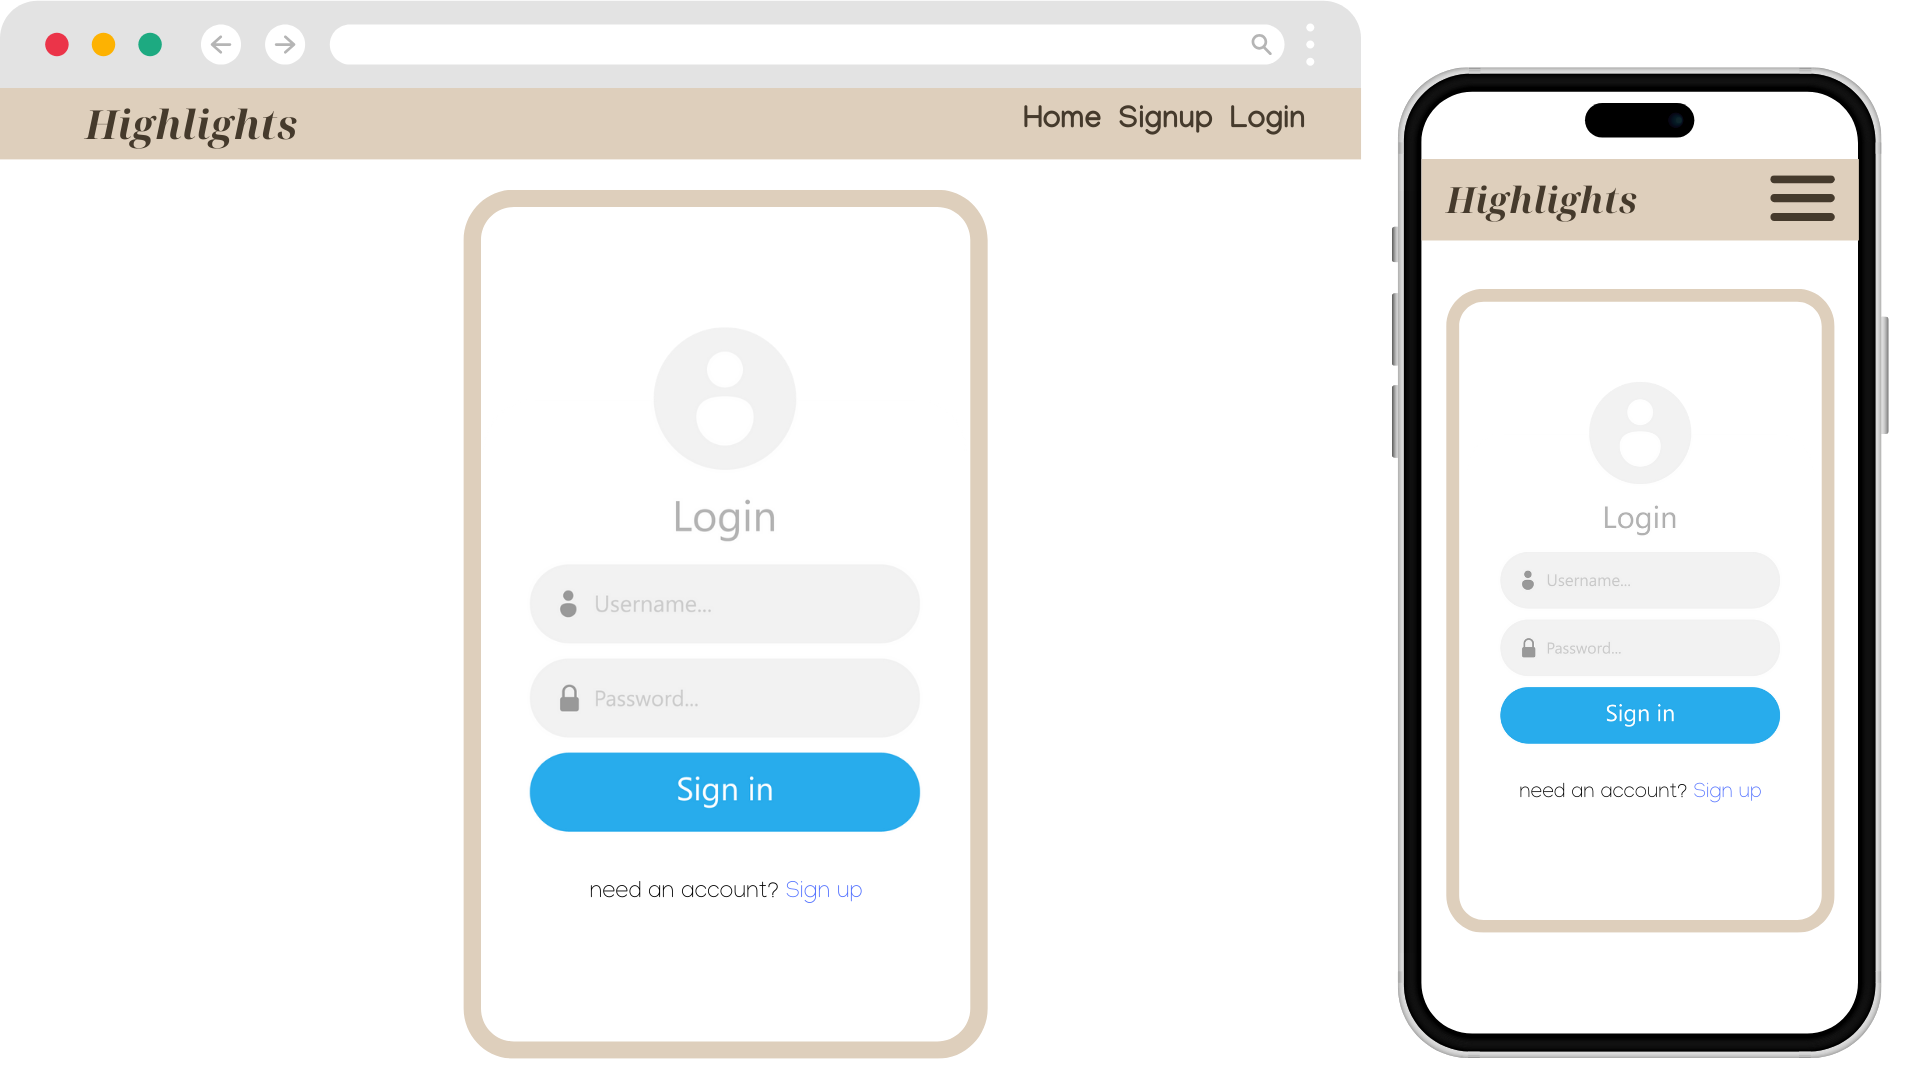 Highlights
Home Signup Login
Login
Username...
Password...
Sign in
need an account? Sign up
Highlights
Login
Username...
Password...
Sign in
need an account? Sign up